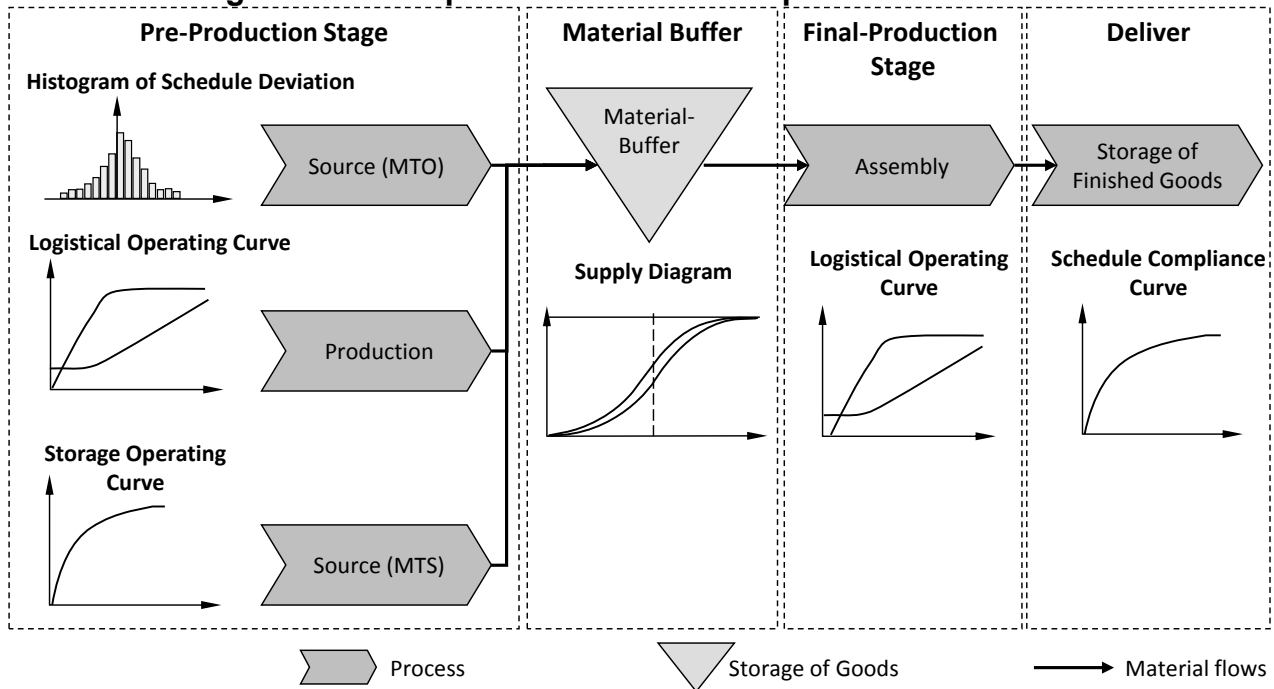 Pre-Production Stage
Histogram of Schedule Deviation
Source (MTO)
Logistical Operating Curve
Production
Storage Operating
Curve
Source (MTS)
Material Buffer
Material-
Buffer
Supply Diagram
Final-Production
Stage
Assembly
Logistical Operating
Curve
Deliver
Storage of
Finished Goods
Schedule Compliance
Curve
Process
Storage of Goods
Material flows